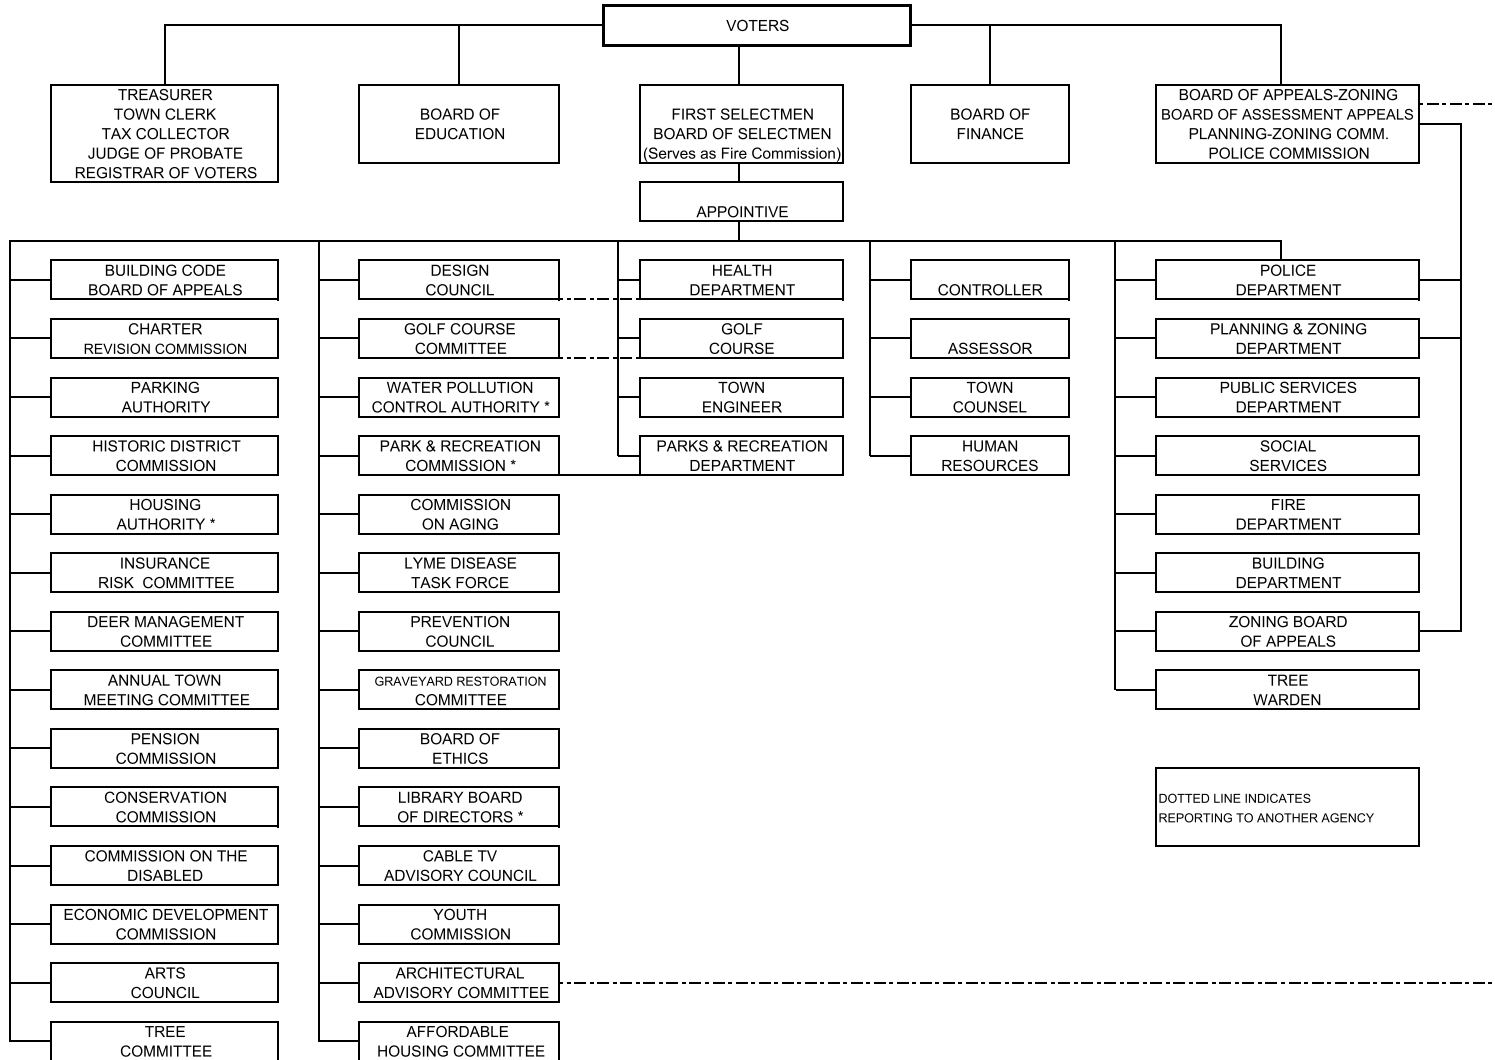 VOTERS
TREASURER
TOWN CLERK
TAX COLLECTOR
JUDGE OF PROBATE
REGISTRAR OF VOTERS
BOARD OF
EDUCATION
FIRST SELECTMEN
BOARD OF SELECTMEN
(Serves as Fire Commission)
BOARD OF
FINANCE
BOARD OF APPEALS-ZONING
BOARD OF ASSESSMENT APPEALS
PLANNING-ZONING COMM.
POLICE COMMISSION
APPOINTIVE
BUILDING CODE
BOARD OF APPEALS
CHARTER
REVISION COMMISSION
PARKING
AUTHORITY
HISTORIC DISTRICT
COMMISSION
HOUSING
AUTHORITY *
INSURANCE
RISK COMMITTEE
DEER MANAGEMENT
COMMITTEE
ANNUAL TOWN
MEETING COMMITTEE
PENSION
COMMISSION
CONSERVATION
COMMISSION
COMMISSION ON THE
DISABLED
ECONOMIC DEVELOPMENT
COMMISSION
ARTS
COUNCIL
TREE
COMMITTEE
DESIGN
COUNCIL
GOLF COURSE
COMMITTEE
WATER POLLUTION
CONTROL AUTHORITY *
PARK & RECREATION
COMMISSION *
COMMISSION
ON AGING
LYME DISEASE
TASK FORCE
PREVENTION
COUNCIL
GRAVEYARD RESTORATION
COMMITTEE
BOARD OF
ETHICS
LIBRARY BOARD
OF DIRECTORS *
CABLE TV
ADVISORY COUNCIL
YOUTH
COMMISSION
ARCHITECTURAL
ADVISORY COMMITTEE
AFFORDABLE
HOUSING COMMITTEE
HEALTH
DEPARTMENT
GOLF
COURSE
TOWN
ENGINEER
PARKS & RECREATION
DEPARTMENT
CONTROLLER
ASSESSOR
TOWN
COUNSEL
HUMAN
RESOURCES
POLICE
DEPARTMENT
PLANNING & ZONING
DEPARTMENT
PUBLIC SERVICES
DEPARTMENT
SOCIAL
SERVICES
FIRE
DEPARTMENT
BUILDING
DEPARTMENT
ZONING BOARD
OF APPEALS
TREE
WARDEN
DOTTED LINE INDICATES
REPORTING TO ANOTHER AGENCY